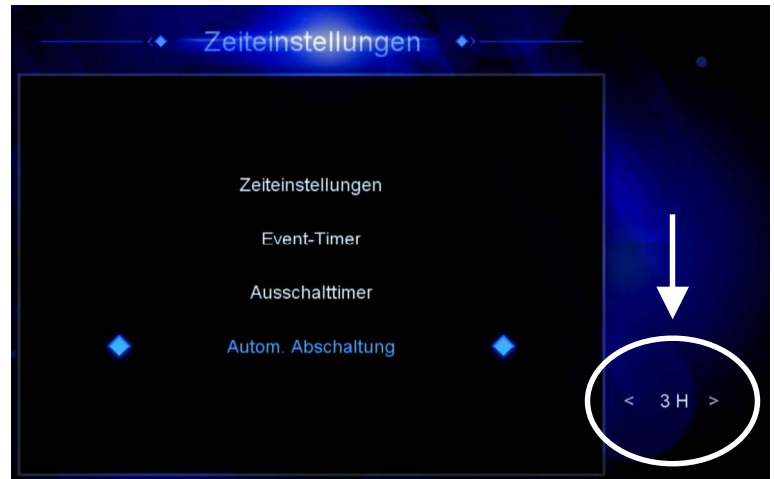 Zeiteinstellungen
Zeiteinstellungen
Event-Timer
Ausschalttimer
Autom. Abschaltung
< 3 H >